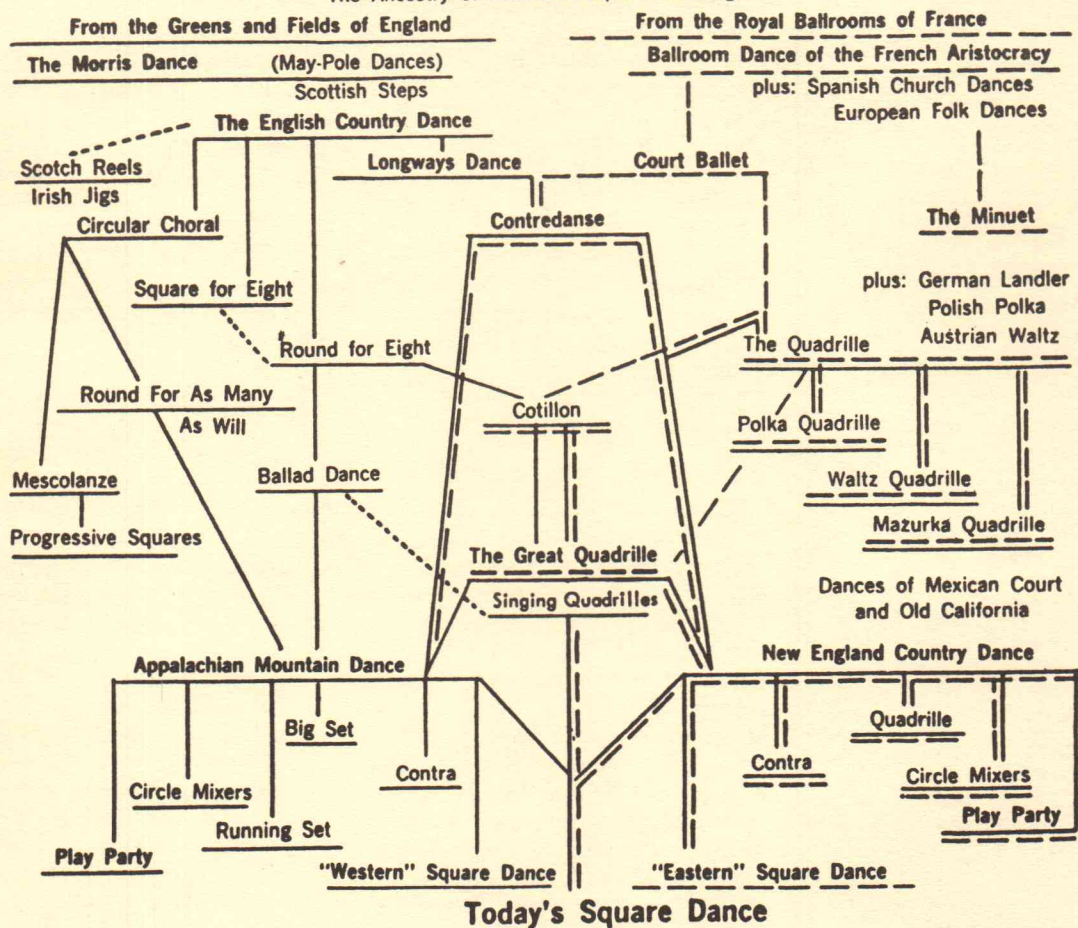 From the Greens and Fields of England
From the Royal Ballrooms of France
The Morris Dance (May-Pole Dances)
Scottish Steps
Ballroom Dance of the French Aristocracy
plus: Spanish Church Dances
European Folk Dances
The English Country Dance
Scotch Reels
Irish Jigs
Longways Dance
Court Ballet
Circular Choral
Contredanse
The Minuet
Square for Eight
plus: German Landler
Polish Polka
Austrian Waltz
Round for Eight
The Quadrille
Round For As Many
As Will
Cotillon
Polka Quadrille
Mescolanze
Ballad Dance
Waltz Quadrille
Progressive Squares
Mazurka Quadrille
The Great Quadrille
Singing Quadrilles
Dances of Mexican Court
and Old California
Appalachian Mountain Dance
New England Country Dance
Big Set
Quadrille
Contra
Contra
Circle Mixers
Circle Mixers
Running Set
Play Party
Play Party
"Western" Square Dance
"Eastern" Square Dance
Today's Square Dance